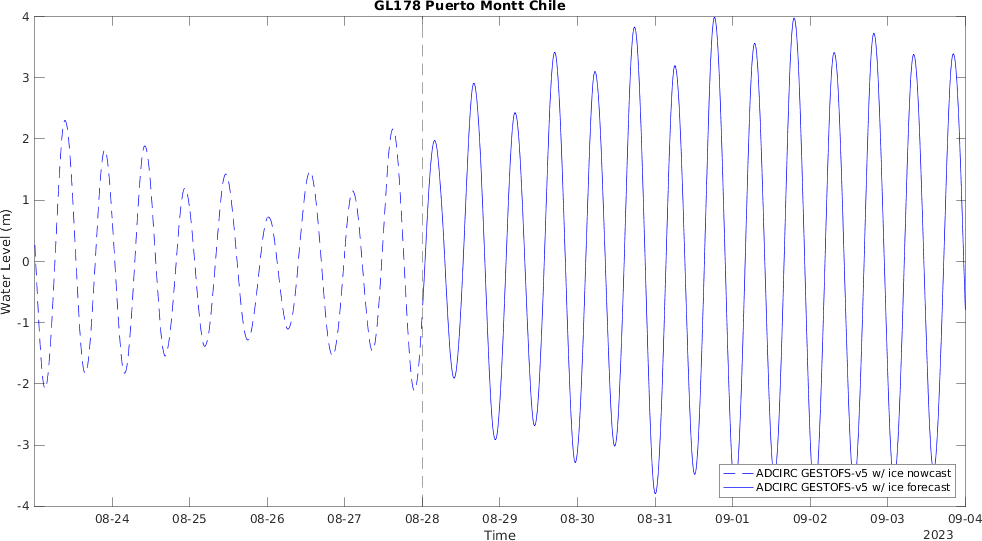 GL178 Puerto Montt Chile
4
3
2
1
0
-1
-2
-3
-4
Water Level (m)
ADCIRC GESTOFS-v5 w/ ice nowcast
ADCIRC GESTOFS-v5 w/ ice forecast
08-24 08-25 08-26 08-27 08-28 08-29 08-30 08-31 09-01 09-02 09-03 09-04
Time
2023